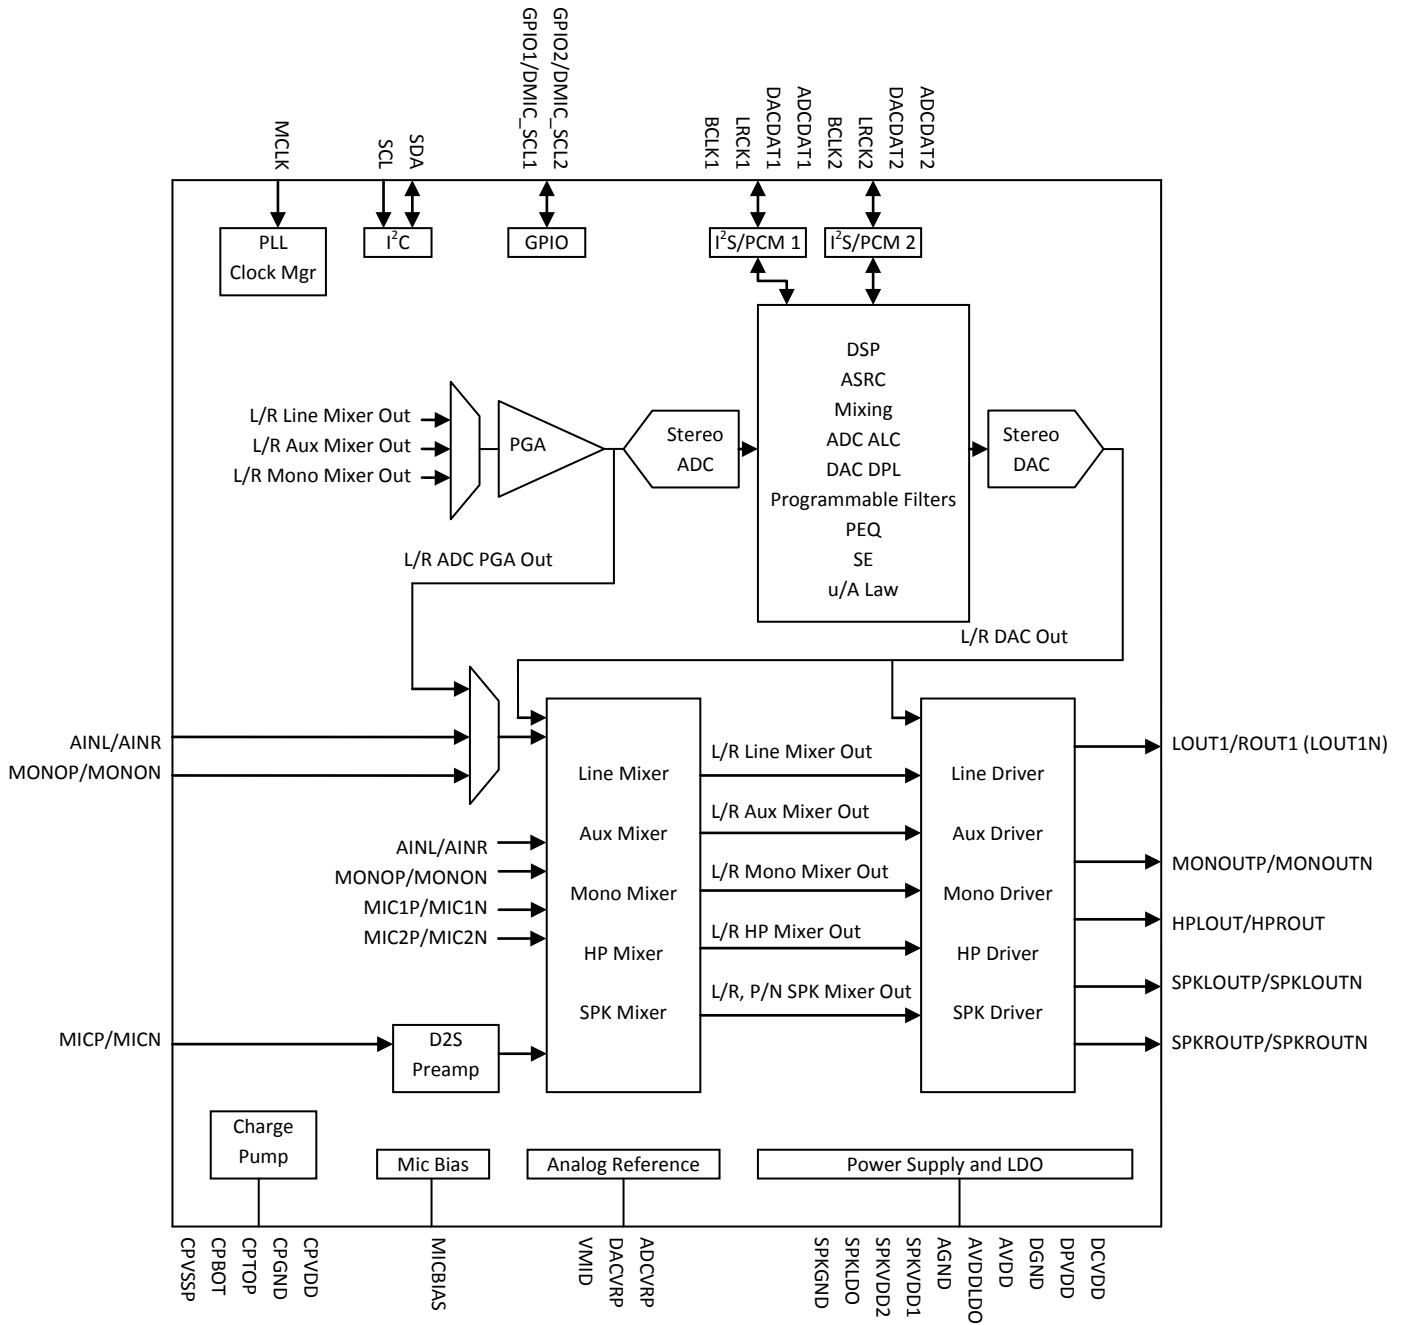 MCLK
SCL
SDA
GPIO1/DMIC_SCL1
GPIO2/DMIC_SCL2
BCLK1
LRCK1
DACDAT1
ADCDAT1
BCLK2
LRCK2
DACDAT2
ADCDAT2
PLL
Clock Mgr
I²C
GPIO
I²S/PCM 1
I²S/PCM 2
L/R Line Mixer Out
L/R Aux Mixer Out
L/R Mono Mixer Out
PGA
Stereo
ADC
DSP
ASRC
Mixing
ADC ALC
DAC DPL
Programmable Filters
PEQ
SE
u/A Law
Stereo
DAC
L/R ADC PGA Out
L/R DAC Out
AINL/AINR
MONOP/MONON
AINL/AINR
MONOP/MONON
MIC1P/MIC1N
MIC2P/MIC2N
MICP/MICN
D2S
Preamp
Line Mixer
Aux Mixer
Mono Mixer
HP Mixer
SPK Mixer
L/R Line Mixer Out
L/R Aux Mixer Out
L/R Mono Mixer Out
L/R HP Mixer Out
L/R, P/N SPK Mixer Out
Line Driver
Aux Driver
Mono Driver
HP Driver
SPK Driver
LOUT1/ROUT1 (LOUT1N)
MONOUTP/MONOUTN
HPLOUT/HPROUT
SPKLOUTP/SPKLOUTN
SPKROUTP/SPKROUTN
Charge
Pump
Mic Bias
Analog Reference
Power Supply and LDO
CPVSSP
CPBOT
CPTOP
CPGND
CPVDD
MICBIAS
VMID
DACVRP
ADCVRP
SPKGND
SPKLDO
SPKVDD2
SPKVDD1
AGND
AVDDLDO
AVDD
DGND
DPVDD
DCVDD